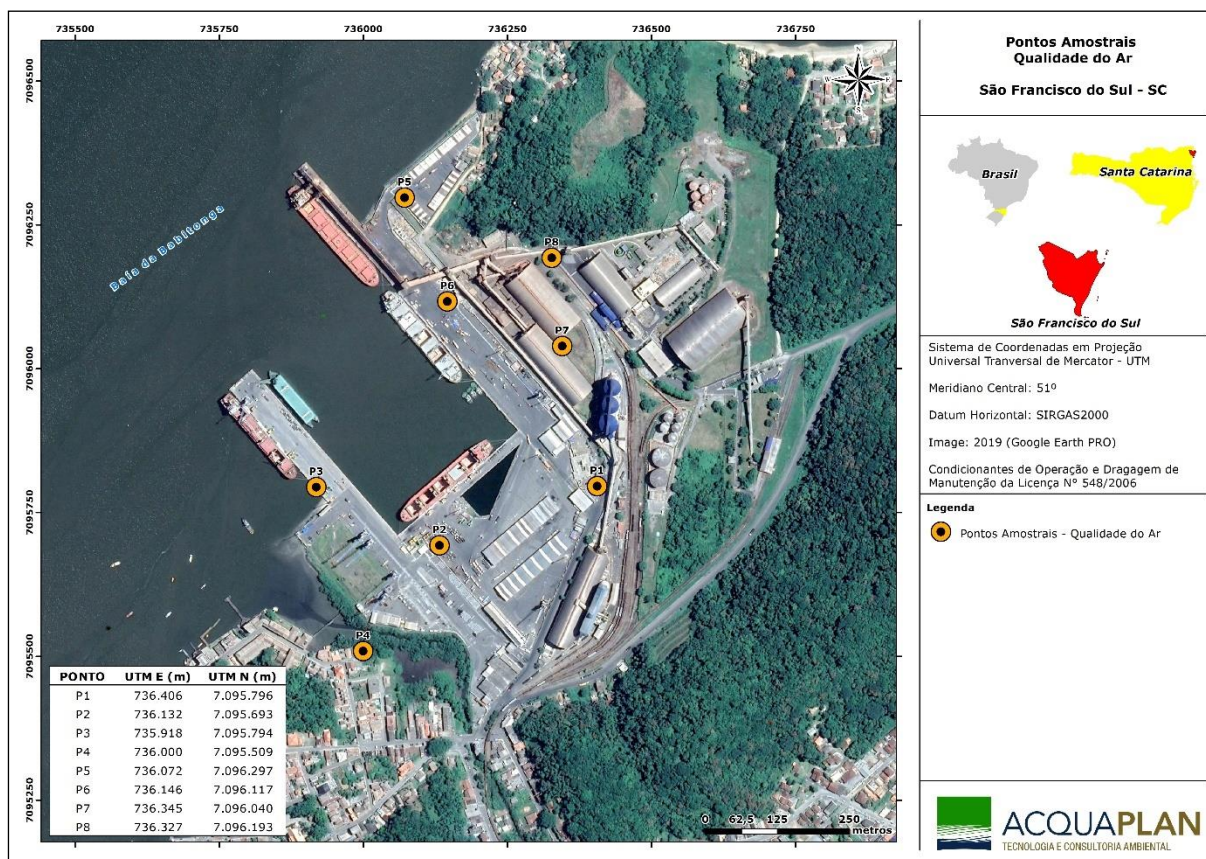 735500 735750 736000 736250 736500 736750
7096500
7096250
7096000
7095750
7095500
7095250
N
W E
S
Baía da Babitonga
P5
P8
P6
P7
P3
P1
P2
P4
PONTO UTM E (m) UTM N (m)
P1 736.406 7.095.796
P2 736.132 7.095.693
P3 735.918 7.095.794
P4 736.000 7.095.509
P5 736.072 7.096.297
P6 736.146 7.096.117
P7 736.345 7.096.040
P8 736.327 7.096.193
0 62,5 125 250
metros
Pontos Amostrais
Qualidade do Ar
São Francisco do Sul - SC
Brasil
Santa Catarina
São Francisco do Sul
Sistema de Coordenadas em Projeção
Universal Tranversal de Mercator - UTM
Meridiano Central: 51º
Datum Horizontal: SIRGAS2000
Image: 2019 (Google Earth PRO)
Condicionantes de Operação e Dragagem de
Manutenção da Licença Nº 548/2006
Legenda
Pontos Amostrais - Qualidade do Ar
ACQUAPLAN
TECNOLOGIA E CONSULTORIA AMBIENTAL